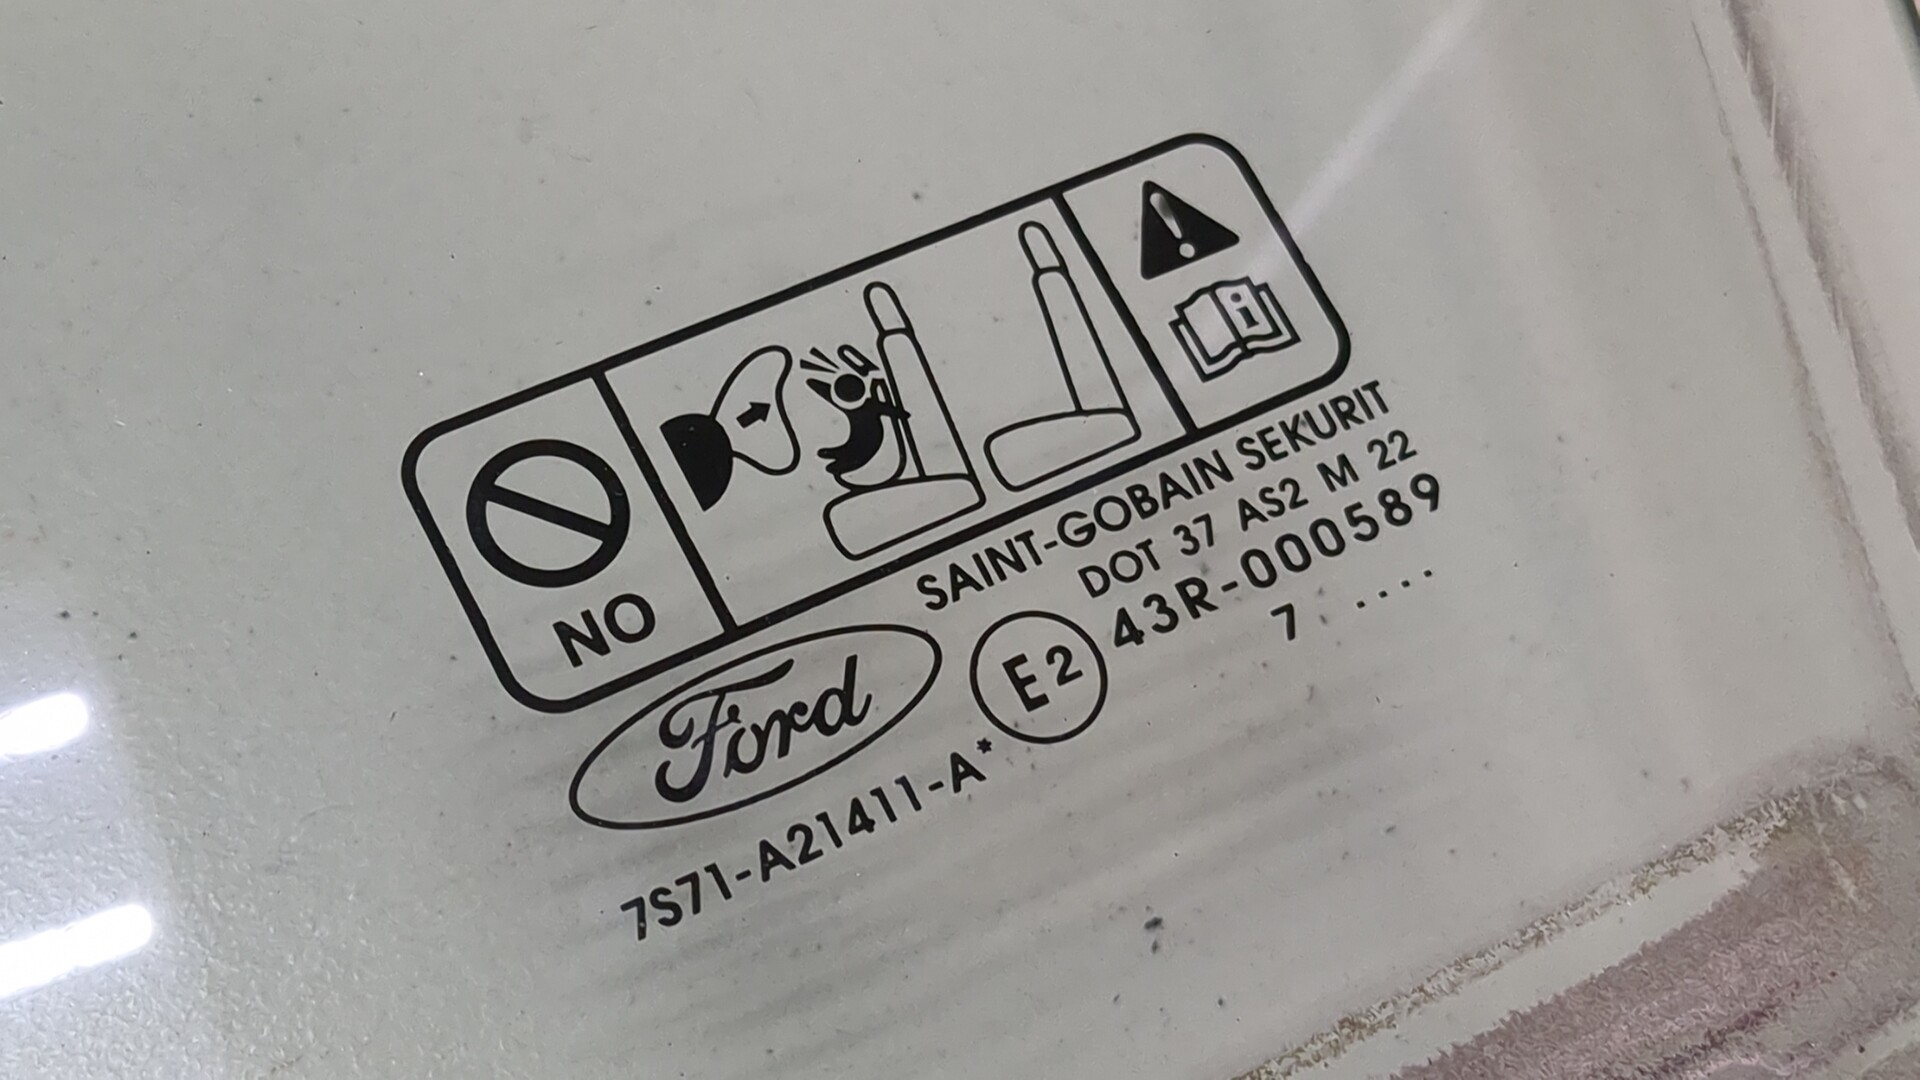 NO
SAINT-GOBAIN SEKURIT
DOT 37 AS2 M 22
43R-000589
7 ....
Ford
E2
7S71-A21411-A*